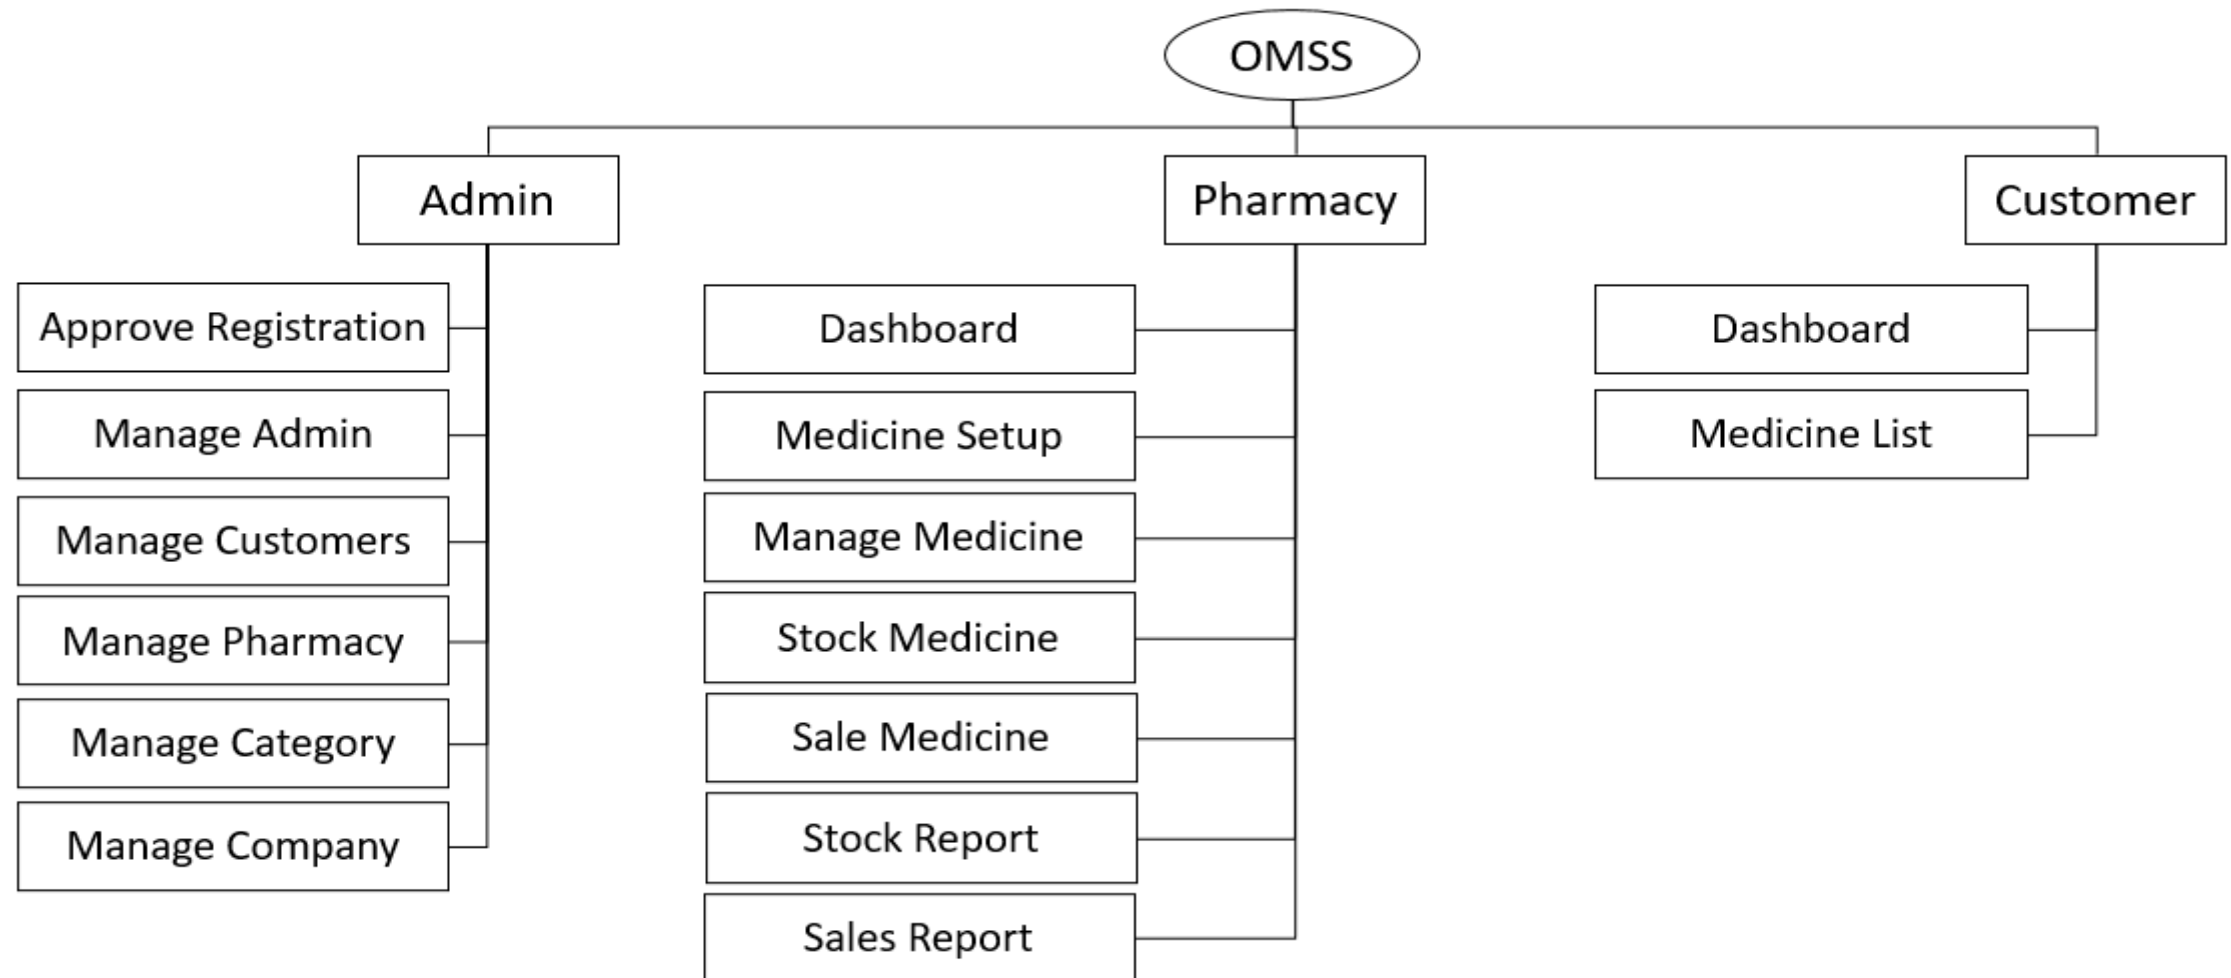 OMSS
Admin
Pharmacy
Customer
Approve Registration
Manage Admin
Manage Customers
Manage Pharmacy
Manage Category
Manage Company
Dashboard
Medicine Setup
Manage Medicine
Stock Medicine
Sale Medicine
Stock Report
Sales Report
Dashboard
Medicine List